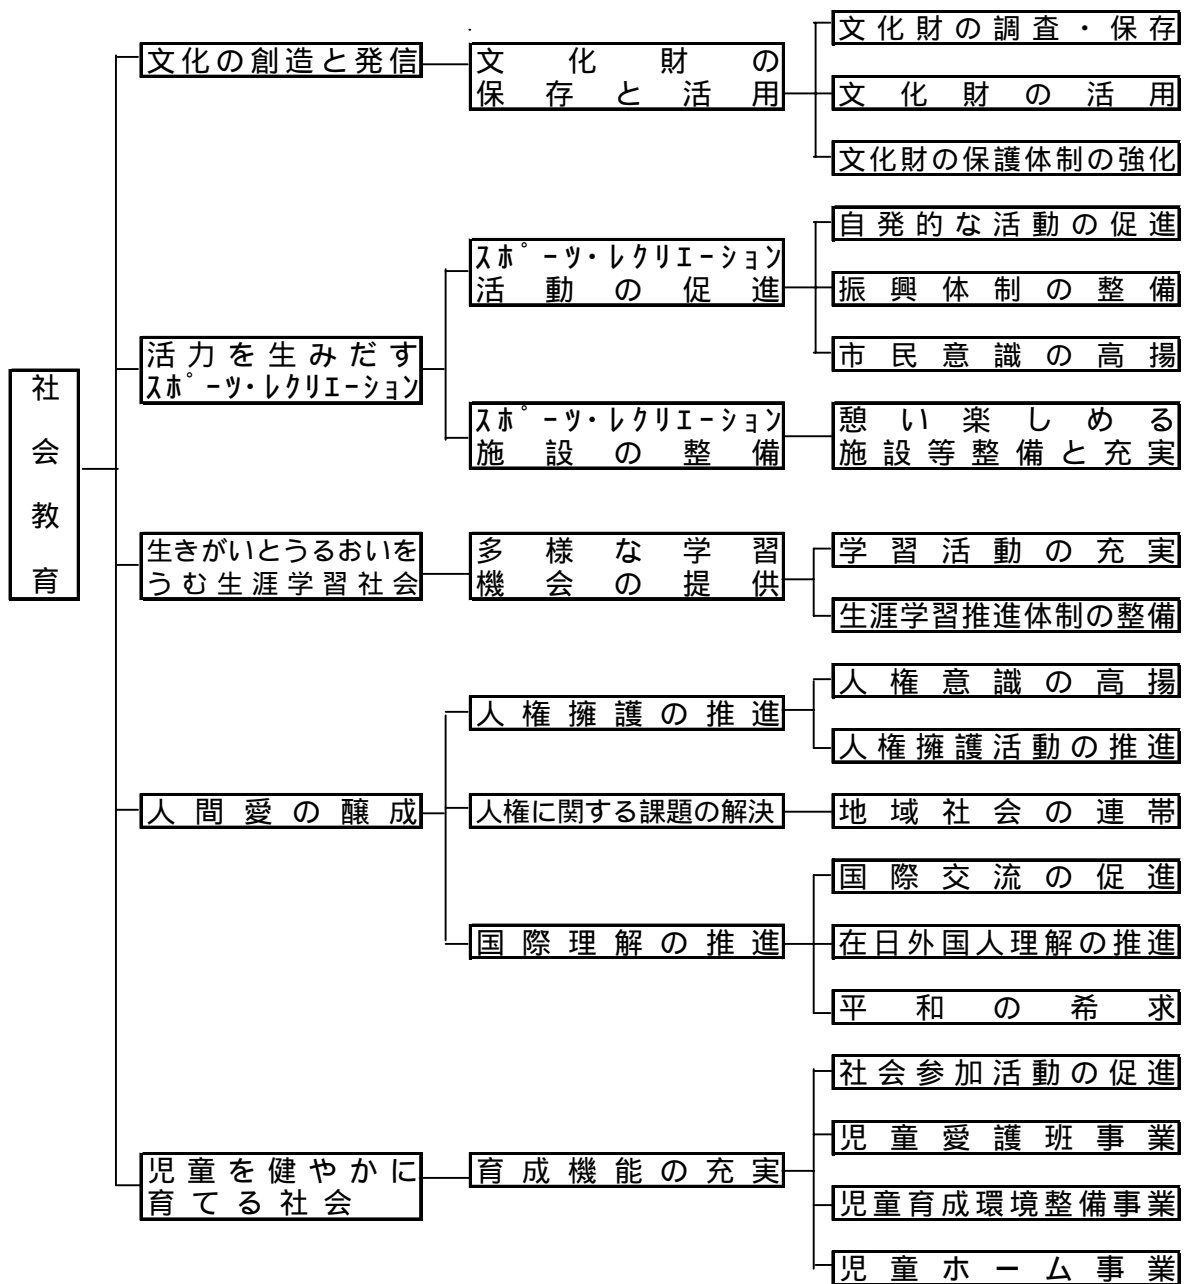 社会教育
文化の創造と発信
文化財の
保存と活用
文化財の調査・保存
文化財の活用
文化財の保護体制の強化
活力を生みだす
ｽﾎﾟｰﾂ・ﾚｸﾘｴｰｼｮﾝ
ｽﾎﾟｰﾂ・ﾚｸﾘｴｰｼｮﾝ
活動の促進
自発的な活動の促進
振興体制の整備
市民意識の高揚
ｽﾎﾟｰﾂ・ﾚｸﾘｴｰｼｮﾝ
施設の整備
憩い楽しめる
施設等整備と充実
生きがいとうるおいを
うむ生涯学習社会
多様な学習
機会の提供
学習活動の充実
生涯学習推進体制の整備
人間愛の醸成
人権擁護の推進
人権意識の高揚
人権擁護活動の推進
人権に関する課題の解決
地域社会の連帯
国際理解の推進
国際交流の促進
在日外国人理解の推進
平和の希求
児童を健やかに
育てる社会
育成機能の充実
社会参加活動の促進
児童愛護班事業
児童育成環境整備事業
児童ホーム事業